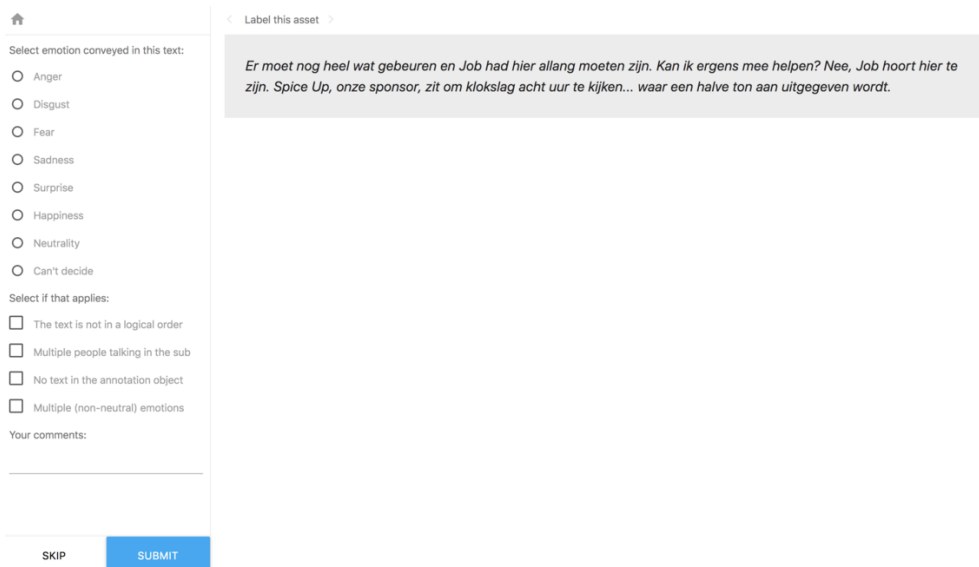 Label this asset
Select emotion conveyed in this text:
Anger
Disgust
Fear
Sadness
Surprise
Happiness
Neutrality
Can't decide
Select if that applies:
The text is not in a logical order
Multiple people talking in the sub
No text in the annotation object
Multiple (non-neutral) emotions
Your comments:
SKIP
SUBMIT
Er moet nog heel wat gebeuren en Job had hier allang moeten zijn. Kan ik ergens mee helpen? Nee, Job hoort hier te
zijn. Spice Up, onze sponsor, zit om klokslag acht uur te kijken... waar een halve ton aan uitgegeven wordt.